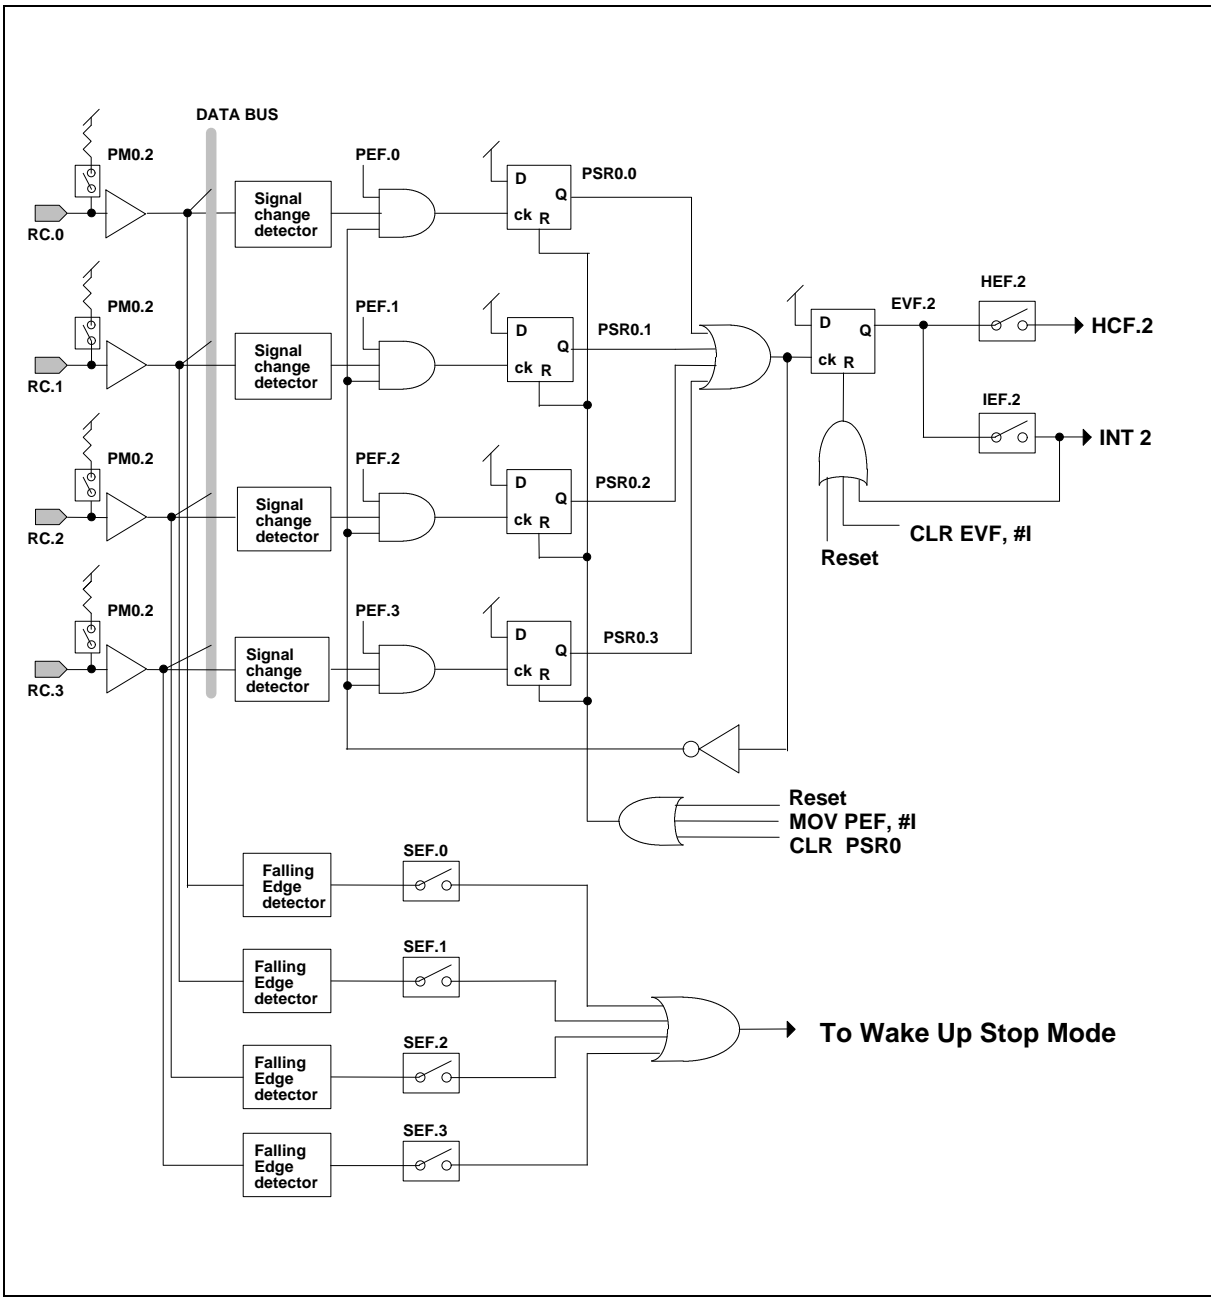 DATA BUS
PM0.2
RC.0
Signal
change
detector
PEF.0
D
Q
ck
R
PSR0.0
PM0.2
RC.1
Signal
change
detector
PEF.1
D
Q
ck
R
PSR0.1
PM0.2
RC.2
Signal
change
detector
PEF.2
D
Q
ck
R
PSR0.2
PM0.2
RC.3
Signal
change
detector
PEF.3
D
Q
ck
R
PSR0.3
D
Q
ck
R
EVF.2
HEF.2
HCF.2
IEF.2
INT 2
CLR EVF, #I
Reset
Reset
MOV PEF, #I
CLR PSR0
Falling
Edge
detector
SEF.0
Falling
Edge
detector
SEF.1
Falling
Edge
detector
SEF.2
Falling
Edge
detector
SEF.3
To Wake Up Stop Mode